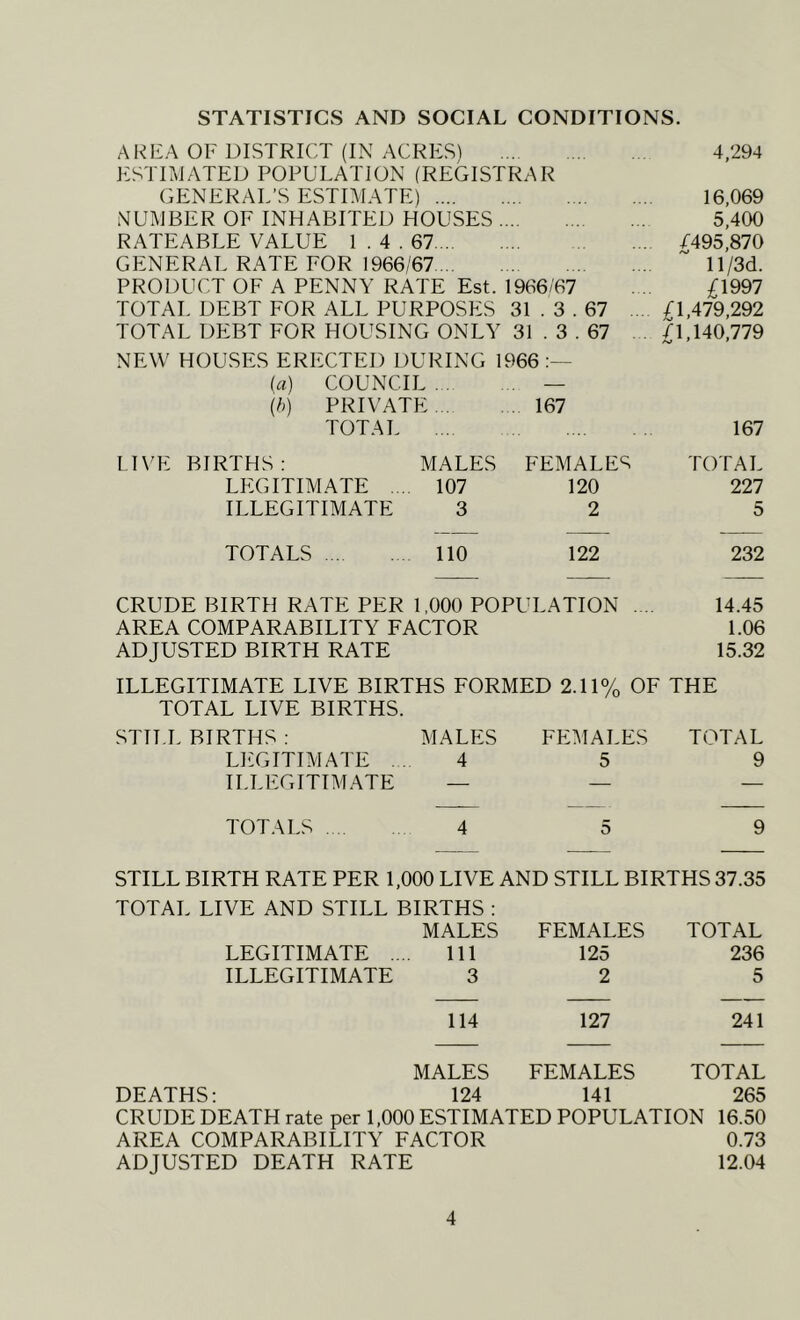 STATISTICS AND SOCIAL CONDITIONS.
AREA OF DISTRICT (IN ACRES) .... .... .... 4,294
ESTIMATED POPULATION (REGISTRAR
GENERAL'S ESTIMATE) .... .... .... .... 16,069
NUMBER OF INHABITED HOUSES .... .... .... 5,400
RATEABLE VALUE 1 . 4 . 67.... .... .... .... £495,870
GENERAL RATE FOR 1966/67.... .... .... .... 11/3d.
PRODUCT OF A PENNY RATE Est. 1966/67 .... £1997
TOTAL DEBT FOR ALL PURPOSES 31 . 3 . 67 .... £1,479,292
TOTAL DEBT FOR HOUSING ONLY 31 . 3 . 67 .... £1,140,779
NEW HOUSES ERECTED DURING 1966 :—
(a) COUNCIL .... .... —
(b) PRIVATE .... .... 167
TOTAL .... .... .... .... 167
LIVE BIRTHS : MALES FEMALES TOTAL
LEGITIMATE .... 107 120 227
ILLEGITIMATE 3 2 5
TOTALS .... .... 110 122 232
CRUDE BIRTH RATE PER 1,000 POPULATION .... 14.45
AREA COMPARABILITY FACTOR 1.06
ADJUSTED BIRTH RATE 15.32
ILLEGITIMATE LIVE BIRTHS FORMED 2.11% OF THE
TOTAL LIVE BIRTHS.
STILL BIRTHS : MALES FEMALES TOTAL
LEGITIMATE .... 4 5 9
ILLEGITIMATE — — —
TOTALS .... .... 4 5 9
STILL BIRTH RATE PER 1,000 LIVE AND STILL BIRTHS 37.35
TOTAL LIVE AND STILL BIRTHS :
MALES FEMALES TOTAL
LEGITIMATE .... 111 125 236
ILLEGITIMATE 3 2 5
114 127 241
MALES FEMALES TOTAL
DEATHS: 124 141 265
CRUDE DEATH rate per 1,000 ESTIMATED POPULATION 16.50
AREA COMPARABILITY FACTOR 0.73
ADJUSTED DEATH RATE 12.04
4